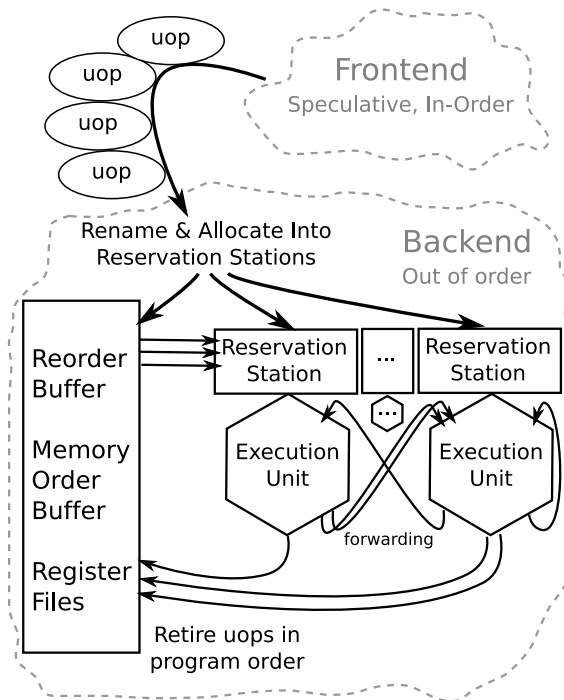 uop
uop
uop
uop
Frontend
Speculative, In-Order
Rename & Allocate Into
Reservation Stations
Backend
Out of order
Reorder
Buffer
Memory
Order
Buffer
Register
Files
Reservation
Station
...
Reservation
Station
Execution
Unit
...
Execution
Unit
forwarding
Retire uops in
program order